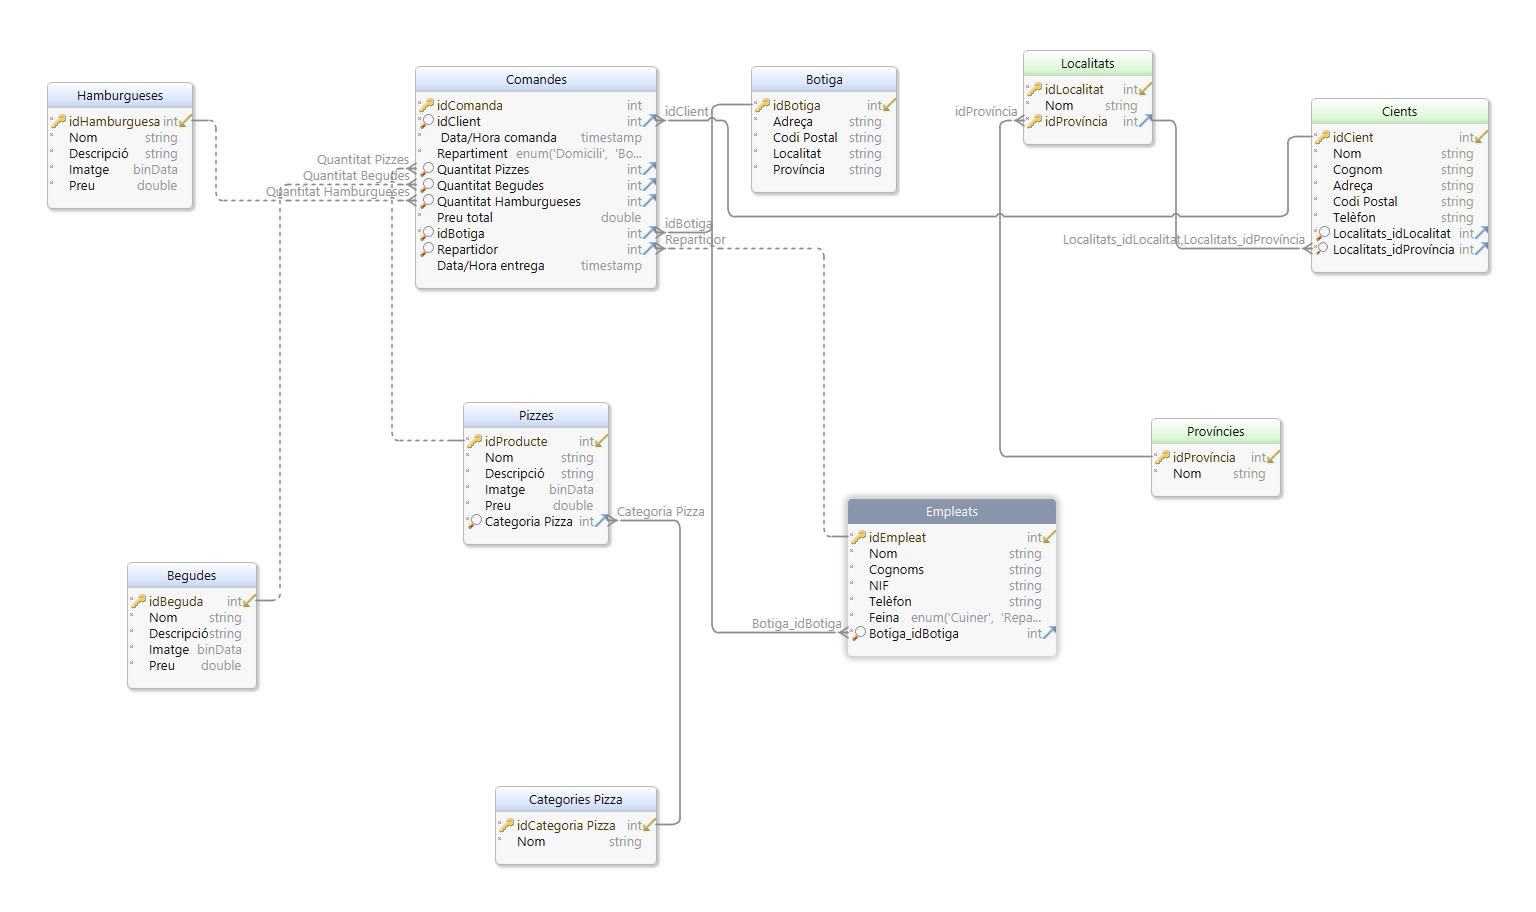 Hamburgueses
idHamburguesa int
Nom string
Descripció string
Imatge binData
Preu double
Comandes
idComanda int
idClient int
Data/Hora comanda timestamp
Repartiment enum('Domicili', 'Bo...
Quantitat Pizzes int
Quantitat Begudes int
Quantitat Hamburgueses int
Preu total double
idBotiga int
Repartidor int
Data/Hora entrega timestamp
Quantitat Pizzes
Quantitat Begudes
Quantitat Hamburgueses
idClient
idBotiga
Repartidor
Botiga
idBotiga int
Adreça string
Codi Postal string
Localitat string
Província string
Localitats
idLocalitat int
Nom string
idProvíncia int
idProvíncia
Cients
idCient int
Nom string
Cognom string
Adreça string
Codi Postal string
Telèfon string
Localitats_idLocalitat int
Localitats_idProvíncia int
Localitats_idLocalitat,Localitats_idProvíncia
Pizzes
idProducte int
Nom string
Descripció string
Imatge binData
Preu double
Categoria Pizza int
Categoria Pizza
Províncies
idProvíncia int
Nom string
Empleats
idEmpleat int
Nom string
Cognoms string
NIF string
Telèfon string
Feina enum('Cuiner', 'Repa...
Botiga_idBotiga int
Botiga_idBotiga
Begudes
idBeguda int
Nom string
Descripció string
Imatge binData
Preu double
Categories Pizza
idCategoria Pizza int
Nom string